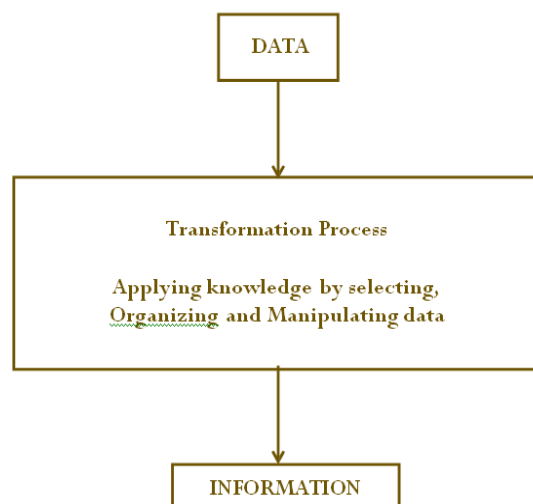 DATA
Transformation Process
Applying knowledge by selecting,
Organizing and Manipulating data
INFORMATION